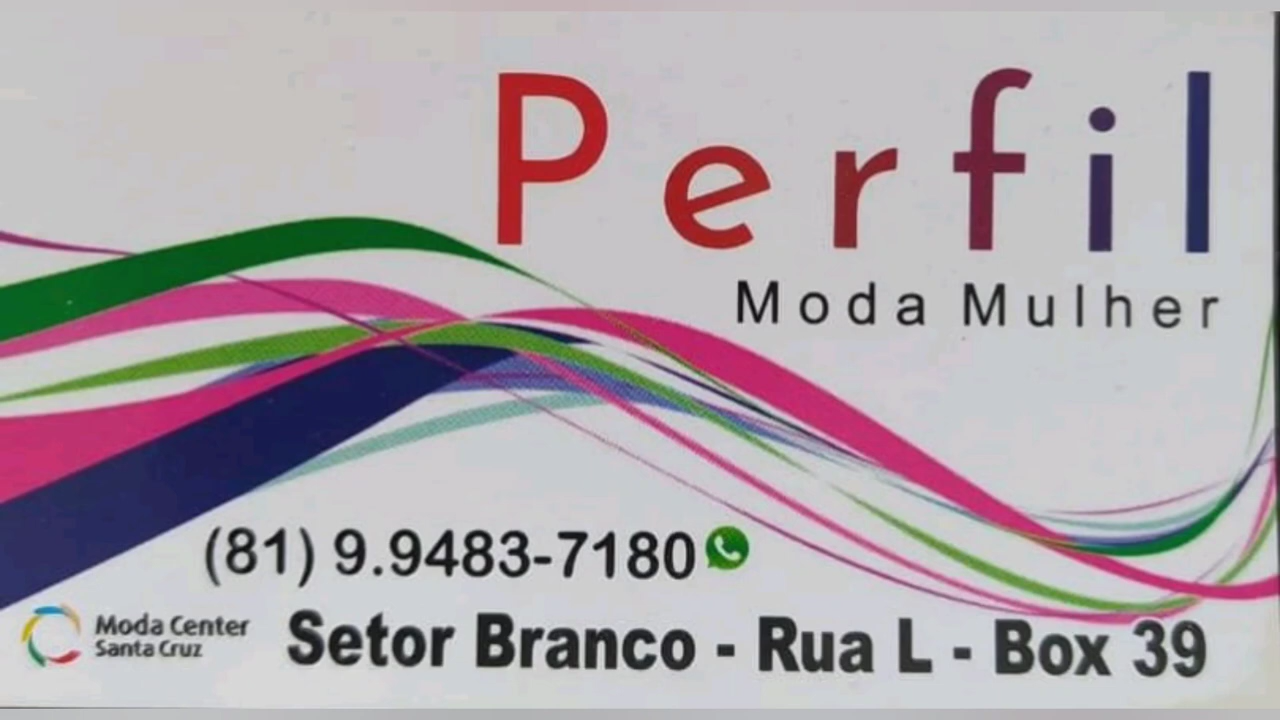 Perfil
Moda Mulher
(81) 9.9483-7180
Moda Center
Santa Cruz
Setor Branco - Rua L - Box 39